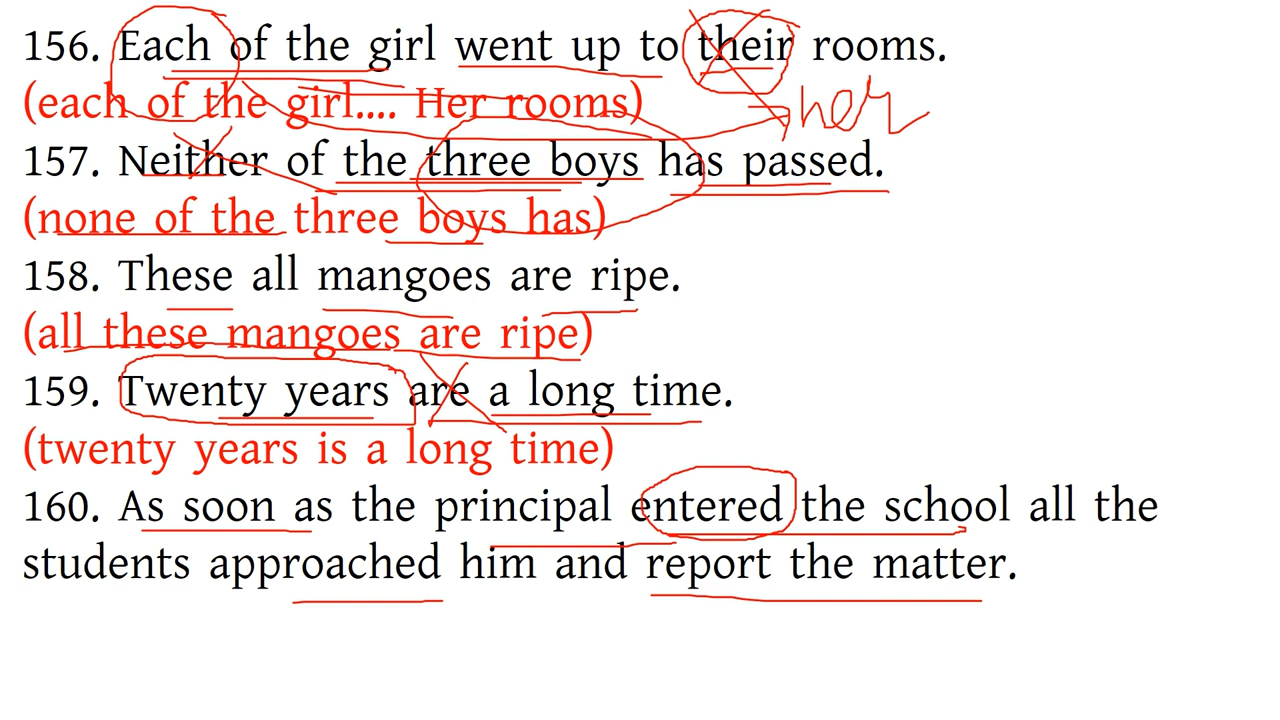 156. Each of the girl went up to their rooms.
(each of the girl.... Her rooms)
her
157. Neither of the three boys has passed.
(none of the three boys has)
158. These all mangoes are ripe.
(all these mangoes are ripe)
159. Twenty years are a long time.
(twenty years is a long time)
160. As soon as the principal entered the school all the
students approached him and report the matter.